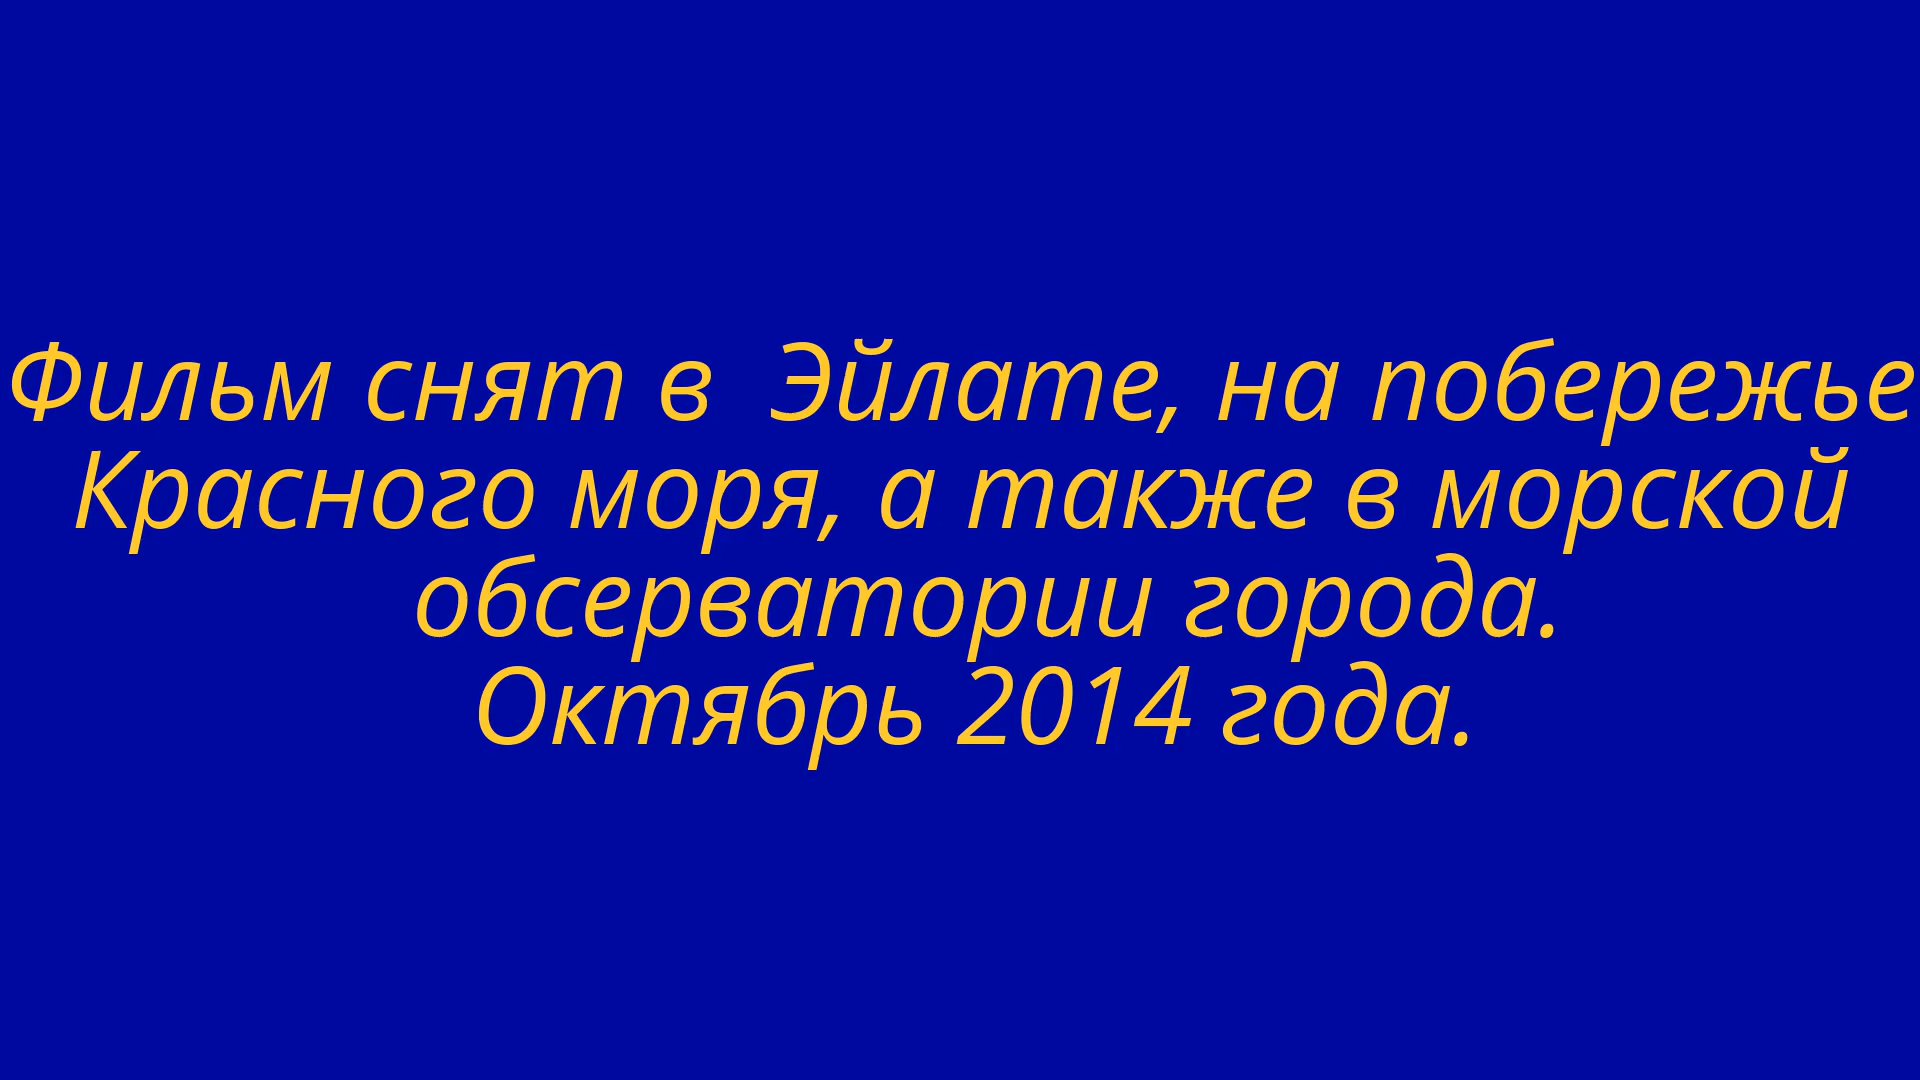 Фильм снят в  Эйлате, на побережье
Красного моря, а также в морской
обсерватории города.
Октябрь 2014 года.